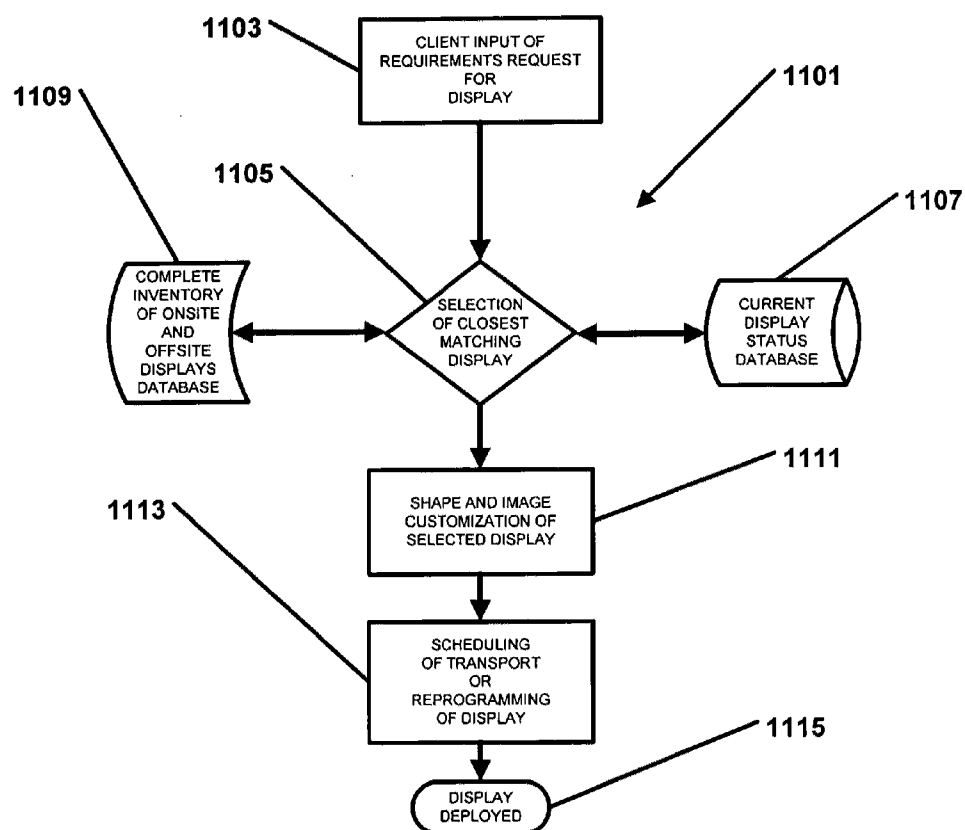 1103
CLIENT INPUT OF
REQUIREMENTS REQUEST
FOR
DISPLAY
1101
1109
1105
1107
COMPLETE
INVENTORY
OF ONSITE
AND
OFFSITE
DISPLAYS
DATABASE
SELECTION
OF CLOSEST
MATCHING
DISPLAY
CURRENT
DISPLAY
STATUS
DATABASE
1111
SHAPE AND IMAGE
CUSTOMIZATION OF
SELECTED DISPLAY
1113
SCHEDULING
OF TRANSPORT
OR
REPROGRAMMING
OF DISPLAY
1115
DISPLAY
DEPLOYED